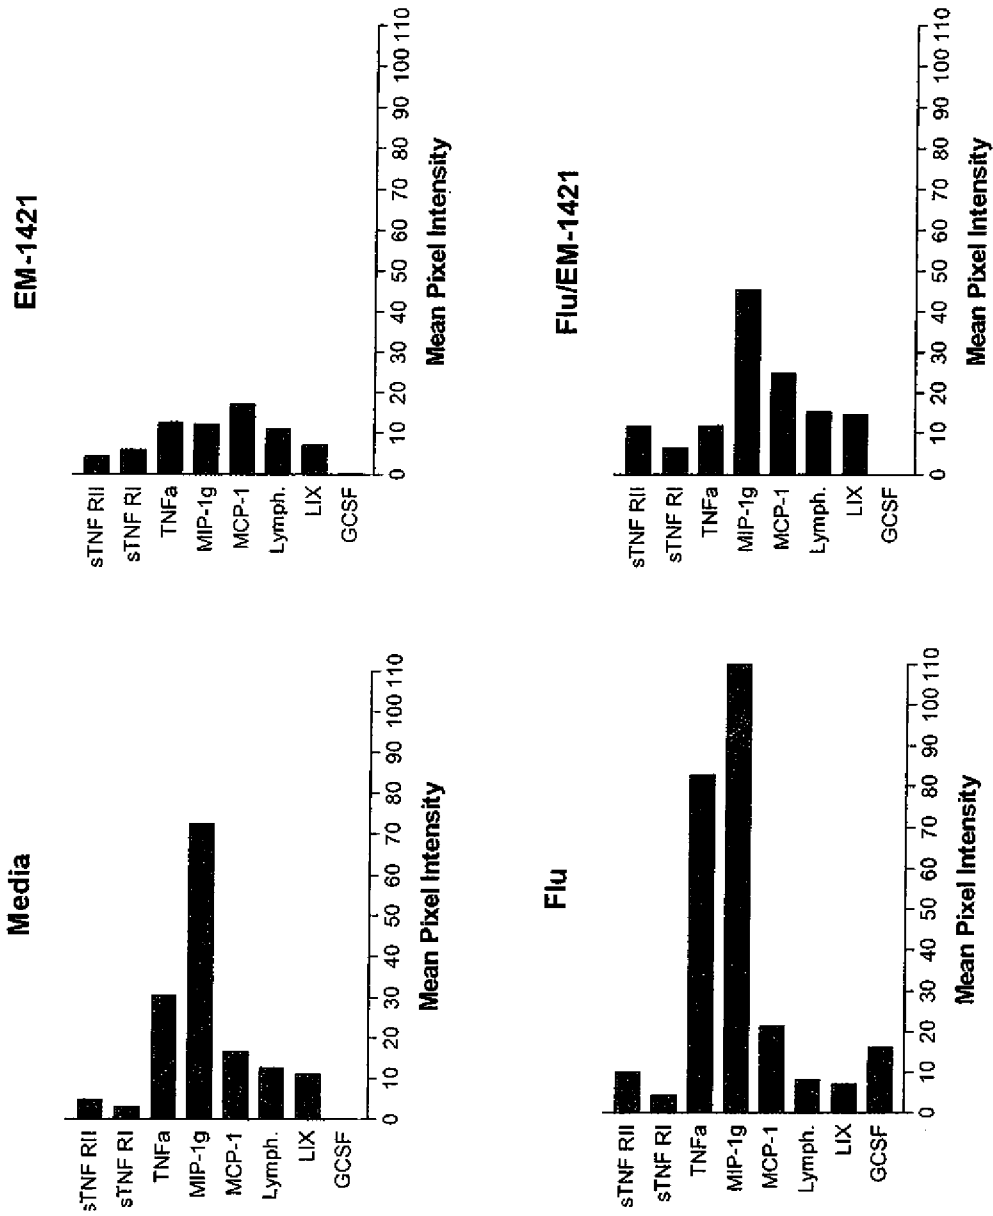 Media
sTNF RII
sTNF RI
TNFa
MIP-1g
MCP-1
Lymph.
LIX
GCSF
0 10 20 30 40 50 60 70 80 90 100 110
Mean Pixel Intensity
EM-1421
sTNF RII
sTNF RI
TNFa
MIP-1g
MCP-1
Lymph.
LIX
GCSF
0 10 20 30 40 50 60 70 80 90 100 110
Mean Pixel Intensity
Flu
sTNF RII
sTNF RI
TNFa
MIP-1g
MCP-1
Lymph.
LIX
GCSF
0 10 20 30 40 50 60 70 80 90 100 110
Mean Pixel Intensity
Flu/EM-1421
sTNF RII
sTNF RI
TNFa
MIP-1g
MCP-1
Lymph.
LIX
GCSF
0 10 20 30 40 50 60 70 80 90 100 110
Mean Pixel Intensity